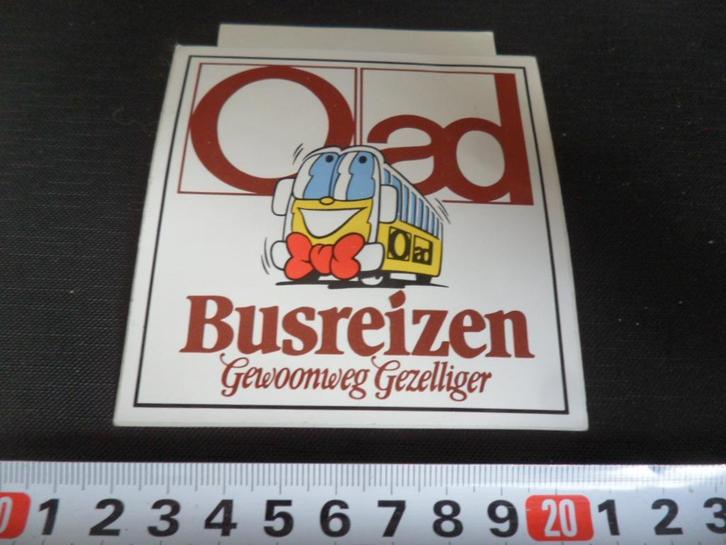 Oad
Oad
Busreizen
Gewoonweg Gezelliger
0 1 2 3 4 5 6 7 8 9 20 1 2 3